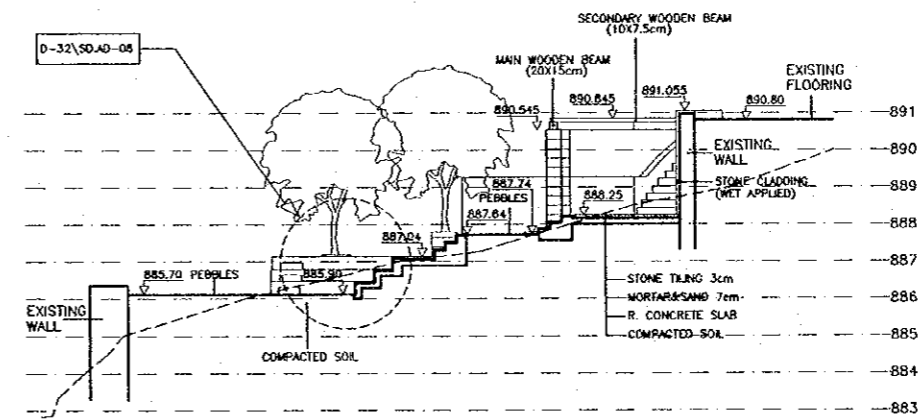 SECONDARY WOODEN BEAM
(10X7.5cm)
D-32\SD.AD-08
MAIN WOODEN BEAM
(20X15cm)
EXISTING
FLOORING
891.055
890.845
890.80
890.545
891
890
EXISTING
WALL
889
STONE CLADDING
(WET APPLIED)
887.74
PEBBLES
888.25
888
887.64
887.04
887
885.70 PEBBLES
885.90
STONE TILING 3cm
886
MORTAR&SAND 7cm
EXISTING
WALL
R. CONCRETE SLAB
885
COMPACTED SOIL
COMPACTED SOIL
884
883